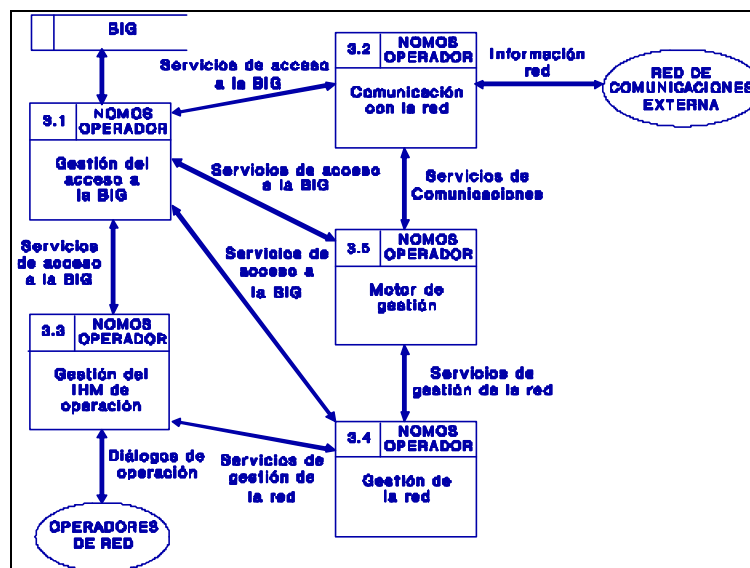 BIG
Servicios de acceso
a la BIG
3.2
NOMOS
OPERADOR
Comunicación
con la red
Información
red
RED DE
COMUNICACIONES
EXTERNA
3.1
NOMOS
OPERADOR
Gestión del
acceso a
la BIG
Servicios de acceso
a la BIG
Servicios de
Comunicaciones
Servicios
de acceso
a la BIG
Servicios
de acceso a
la BIG
3.5
NOMOS
OPERADOR
Motor de
gestión
3.3
NOMOS
OPERADOR
Gestión del
IHM de
operación
Servicios de
gestión de la red
Diálogos de
operación
Servicios de
gestión de
la red
3.4
NOMOS
OPERADOR
Gestión de
la red
OPERADORES
DE RED